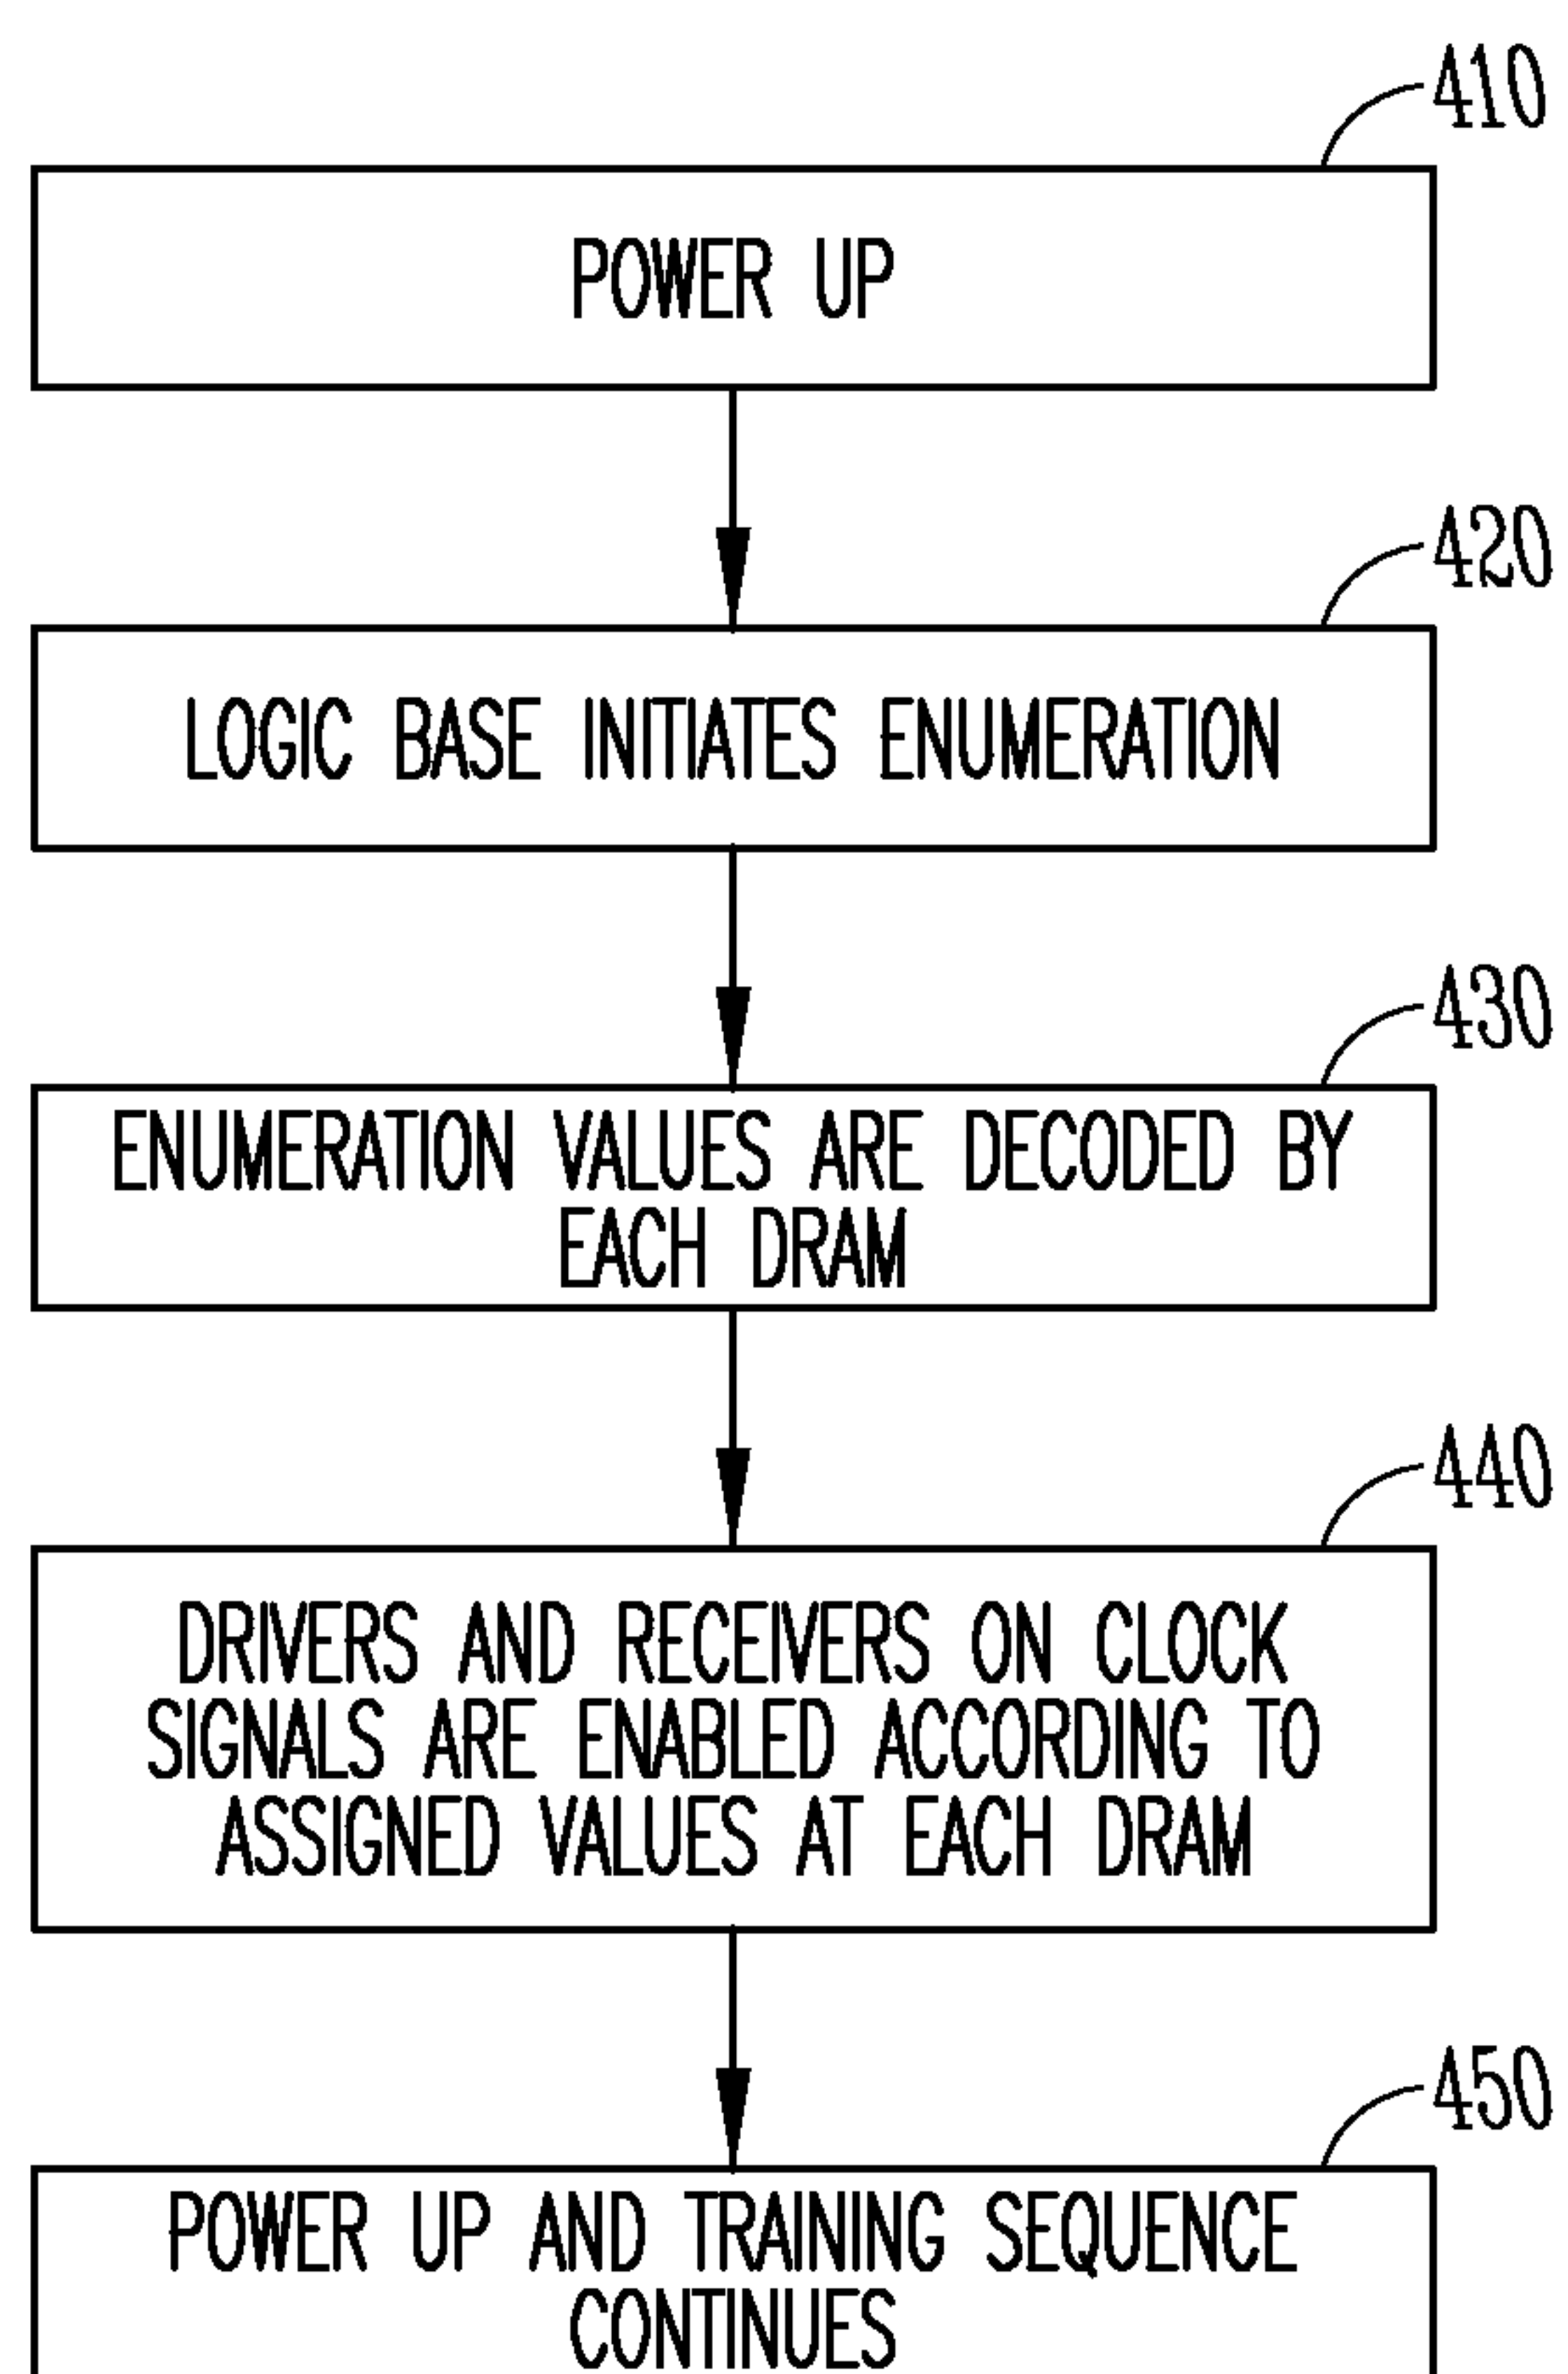 410
POWER UP
420
LOGIC BASE INITIATES ENUMERATION
430
ENUMERATION VALUES ARE DECODED BY
EACH DRAM
440
DRIVERS AND RECEIVERS ON CLOCK
SIGNALS ARE ENABLED ACCORDING TO
ASSIGNED VALUES AT EACH DRAM
450
POWER UP AND TRAINING SEQUENCE
CONTINUES